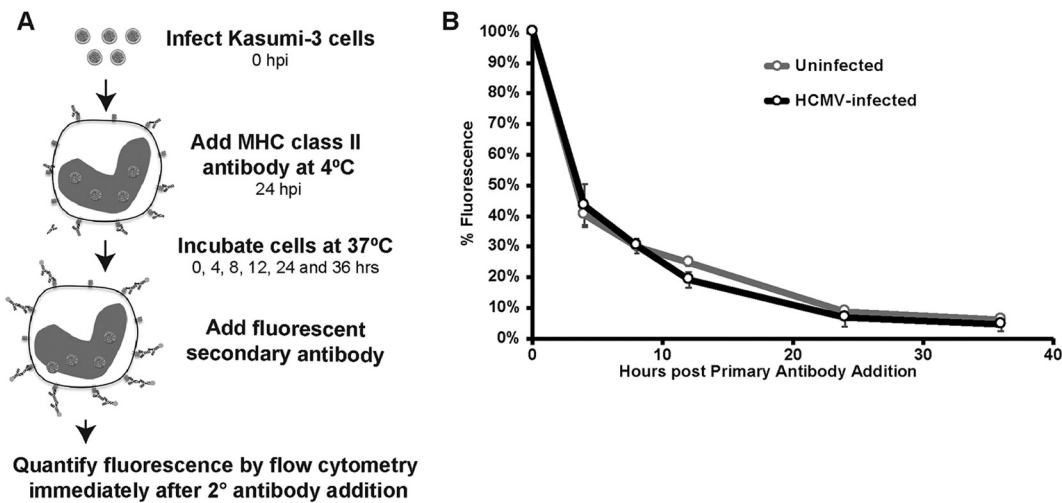 A
Infect Kasumi-3 cells
0 hpi
Add MHC class II
antibody at 4ºC
24 hpi
Incubate cells at 37ºC
0, 4, 8, 12, 24 and 36 hrs
Add fluorescent
secondary antibody
Quantify fluorescence by flow cytometry
immediately after 2° antibody addition
B
% Fluorescence
100%
90%
80%
70%
60%
50%
40%
30%
20%
10%
0%
0
10
20
30
40
Hours post Primary Antibody Addition
Uninfected
HCMV-infected